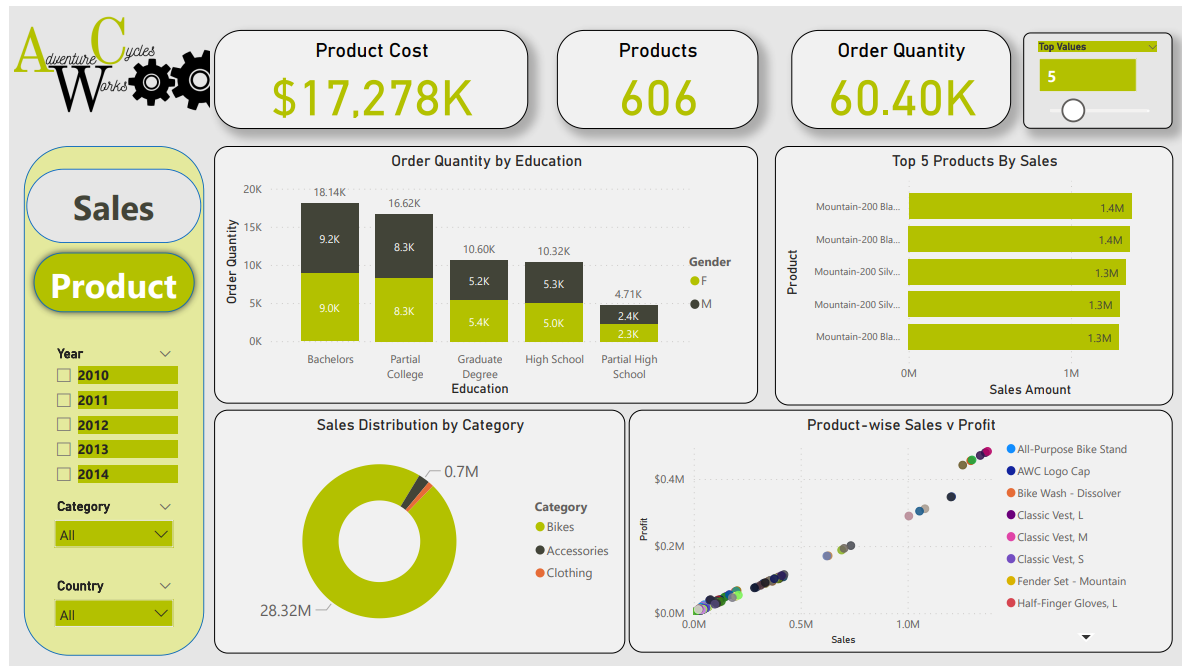 Adventure Cycles
Works
Product Cost
$17,278K
Products
606
Order Quantity
60.40K
Top Values
5
Sales
Product
Year
2010
2011
2012
2013
2014
Category
All
Country
All
Order Quantity by Education
Order Quantity
20K
15K
10K
5K
0K
18.14K
9.2K
9.0K
16.62K
8.3K
8.3K
10.60K
5.2K
5.4K
10.32K
5.3K
5.0K
4.71K
2.4K
2.3K
Bachelors
Partial
College
Graduate
Degree
High School
Partial High
School
Education
Gender
F
M
Top 5 Products By Sales
Product
Mountain-200 Bla...
1.4M
Mountain-200 Bla...
1.4M
Mountain-200 Silv...
1.3M
Mountain-200 Silv...
1.3M
Mountain-200 Bla...
1.3M
0M
1M
Sales Amount
Sales Distribution by Category
0.7M
28.32M
Category
Bikes
Accessories
Clothing
Product-wise Sales v Profit
Profit
$0.4M
$0.2M
$0.0M
0.0M
0.5M
1.0M
Sales
All-Purpose Bike Stand
AWC Logo Cap
Bike Wash - Dissolver
Classic Vest, L
Classic Vest, M
Classic Vest, S
Fender Set - Mountain
Half-Finger Gloves, L